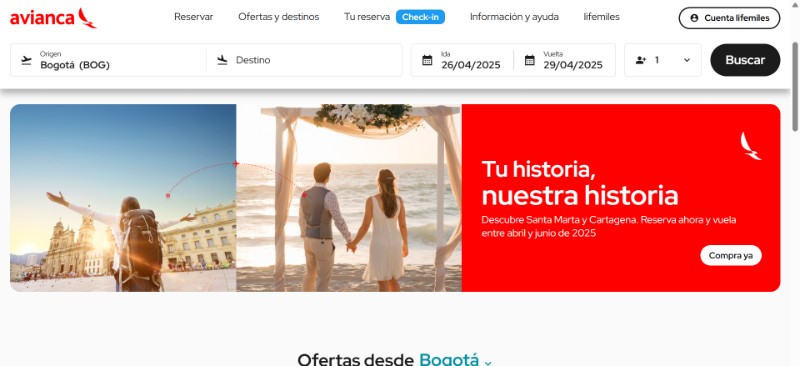 avianca
Reservar
Ofertas y destinos
Tu reserva
Check-in
Información y ayuda
lifemiles
Cuenta lifemiles
Origen
Bogotá (BOG)
Destino
Ida
26/04/2025
Vuelta
29/04/2025
1
Buscar
Tu historia,
nuestra historia
Descubre Santa Marta y Cartagena. Reserva ahora y vuela
entre abril y junio de 2025
Compra ya
Ofertas desde Bogotá